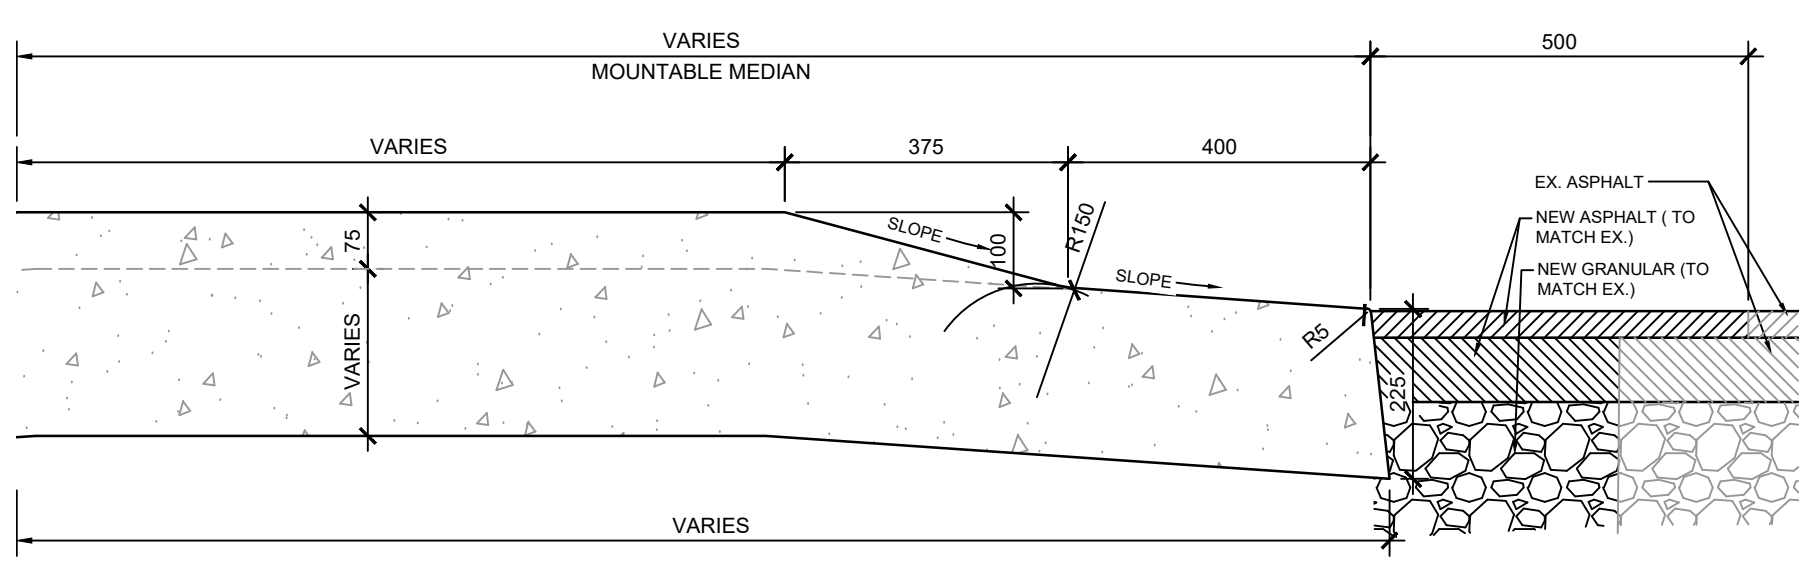 VARIES
MOUNTABLE MEDIAN
500
VARIES
375
400
EX. ASPHALT
NEW ASPHALT ( TO
MATCH EX.)
NEW GRANULAR (TO
MATCH EX.)
75
SLOPE
100
R150
SLOPE
VARIES
R5
225
VARIES